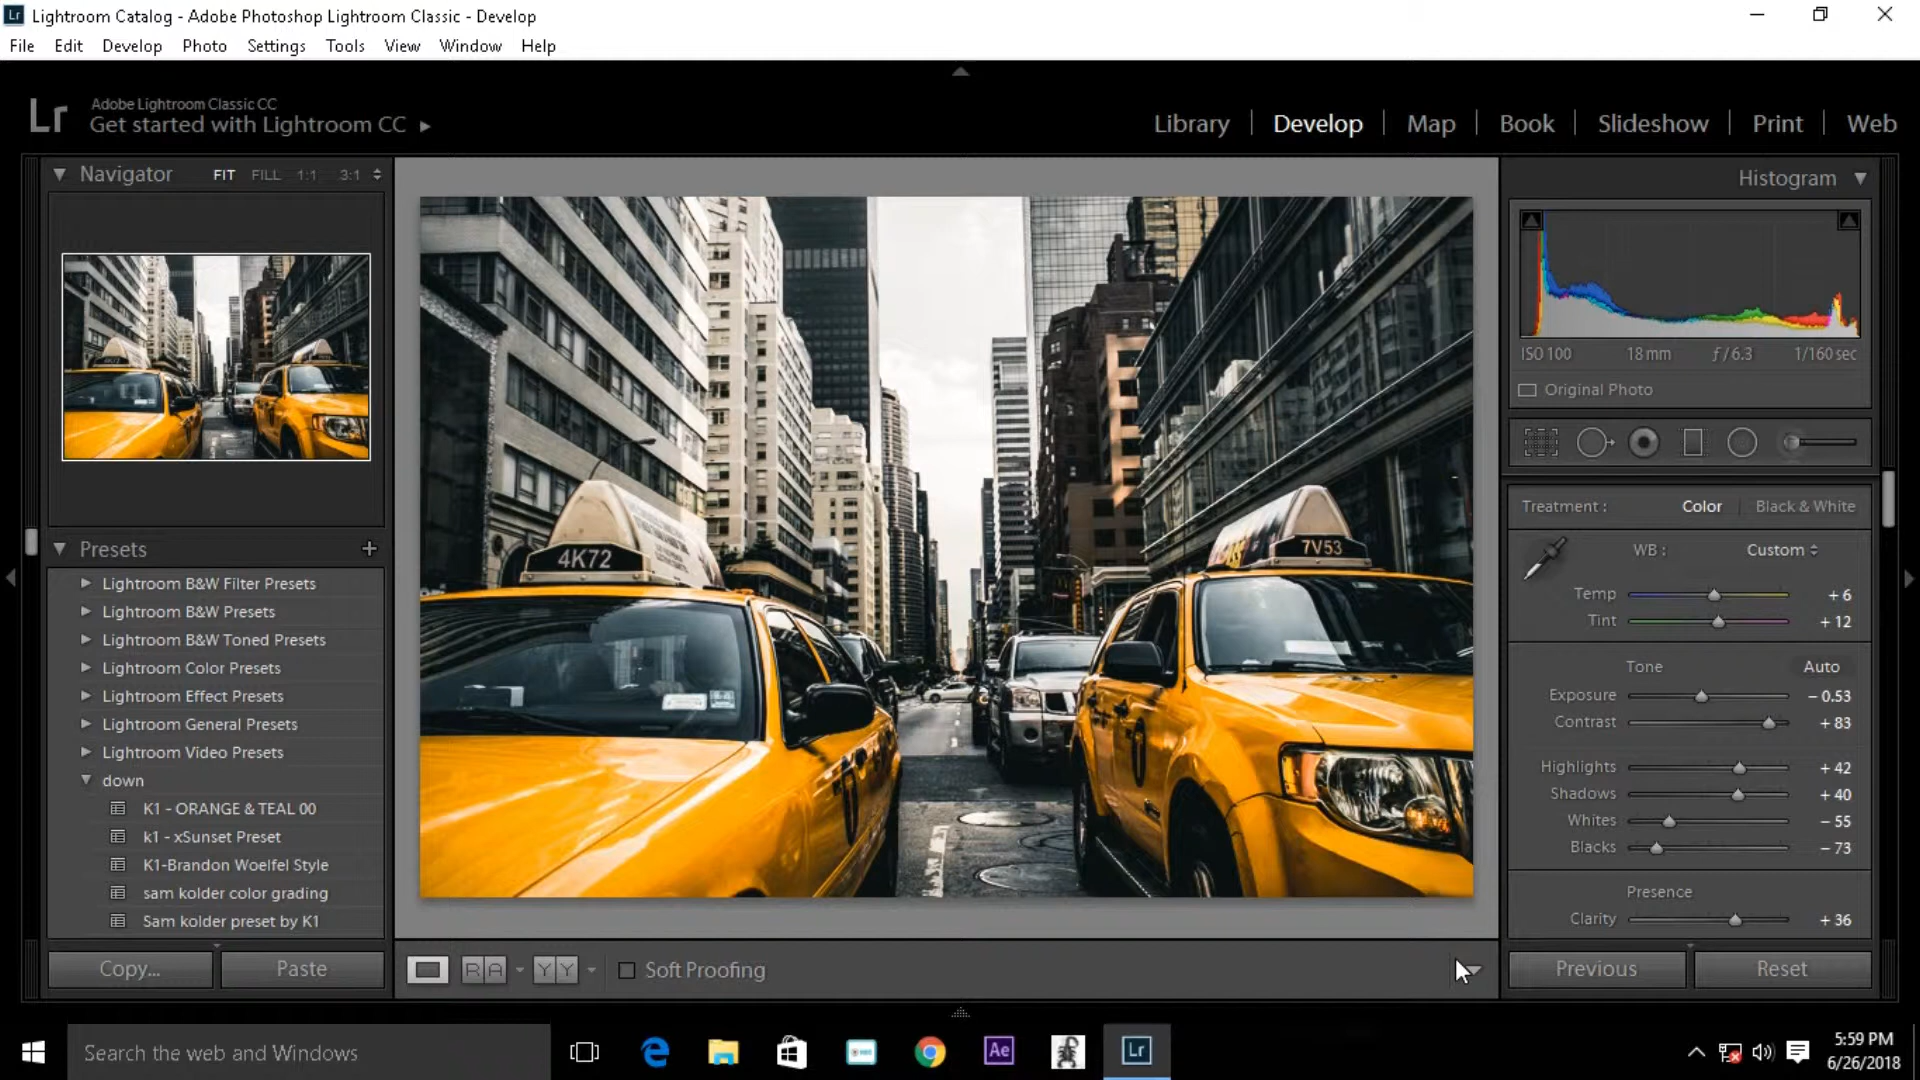 Lr Lightroom Catalog - Adobe Photoshop Lightroom Classic - Develop
File Edit Develop Photo Settings Tools View Window Help
Lr Adobe Lightroom Classic CC
Get started with Lightroom CC
Library Develop Map Book Slideshow Print Web
Navigator FIT FILL 1:1 3:1
Presets +
Lightroom B&W Filter Presets
Lightroom B&W Presets
Lightroom B&W Toned Presets
Lightroom Color Presets
Lightroom Effect Presets
Lightroom General Presets
Lightroom Video Presets
down
K1 - ORANGE & TEAL 00
k1 - xSunset Preset
K1-Brandon Woelfel Style
sam kolder color grading
Sam kolder preset by K1
Copy... Paste
4K72
7V53
RA YY Soft Proofing
Histogram
ISO 100 18 mm ƒ / 6.3 1/160 sec
Original Photo
Treatment : Color Black & White
WB : Custom
Temp + 6
Tint + 12
Tone Auto
Exposure - 0.53
Contrast + 83
Highlights + 42
Shadows + 40
Whites - 55
Blacks - 73
Presence
Clarity + 36
Previous Reset
Search the web and Windows
Ae
Lr
5:59 PM
6/26/2018